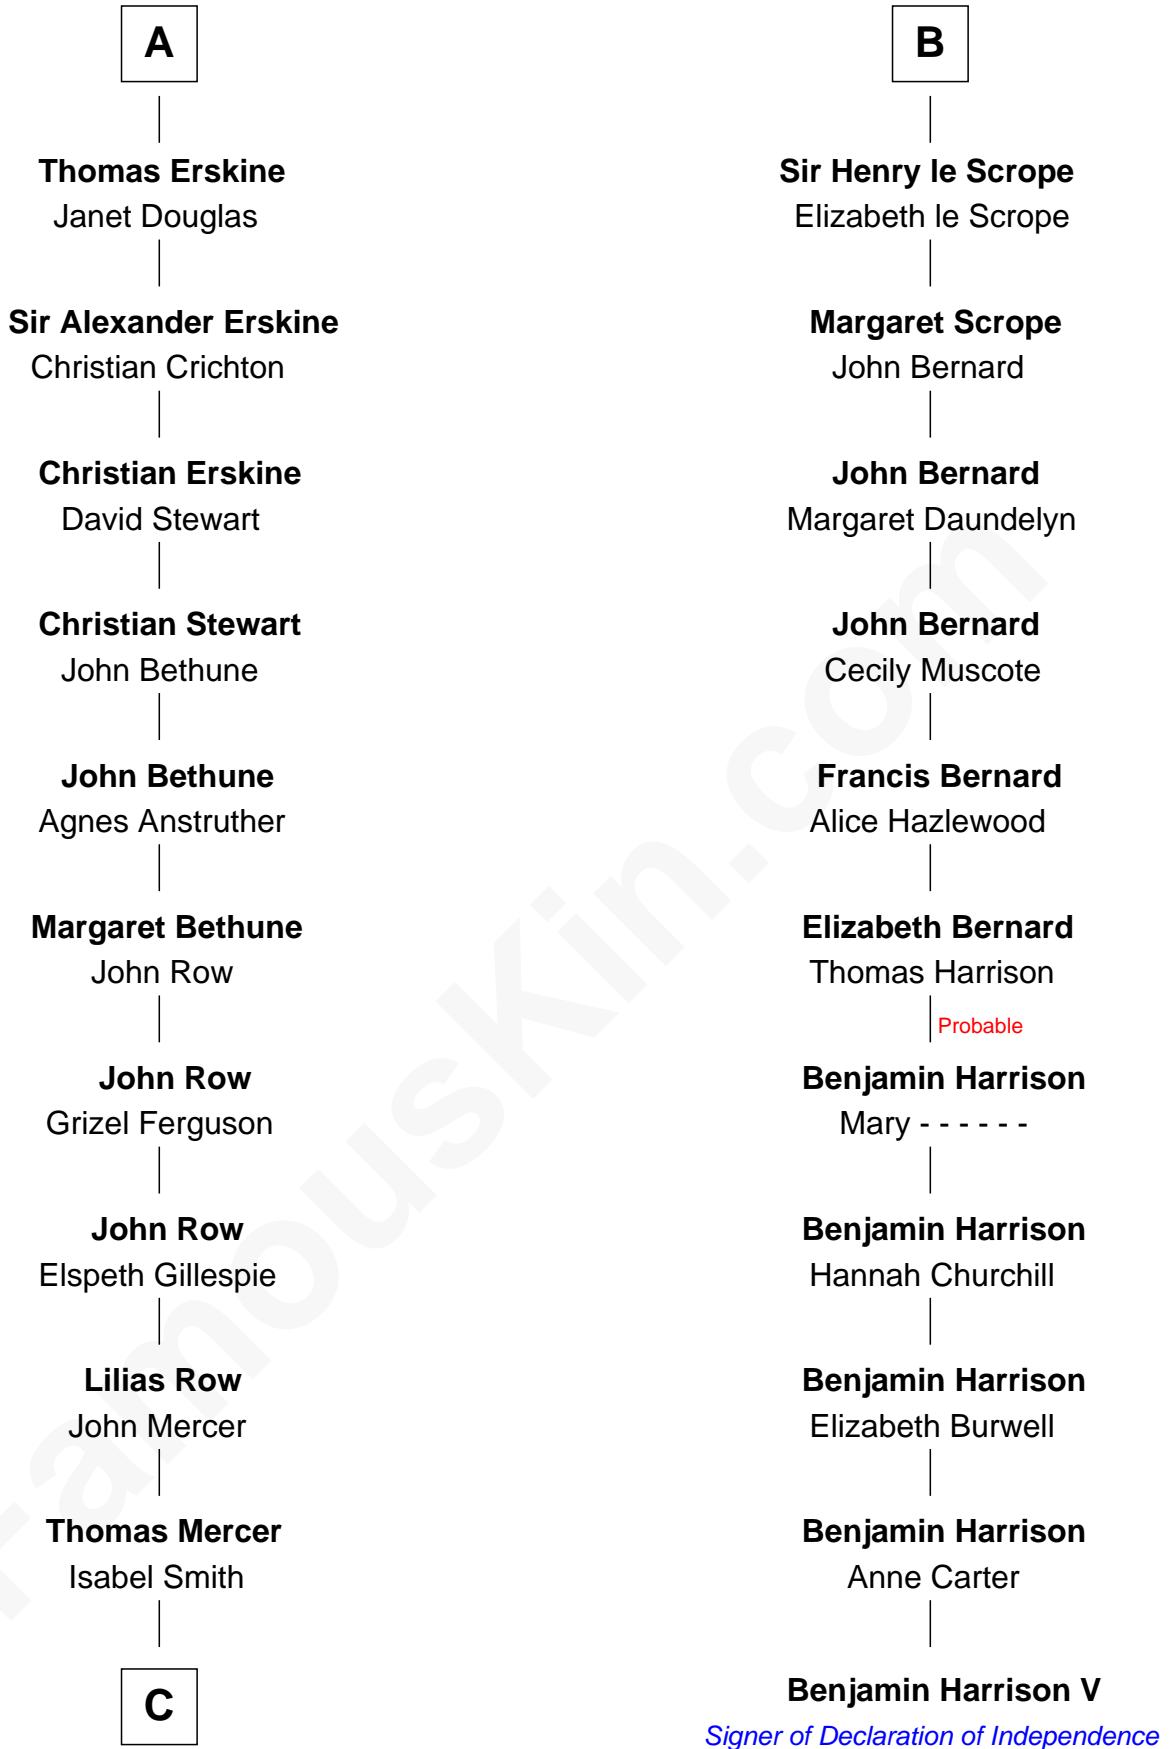 A
Thomas Erskine
Janet Douglas
Sir Alexander Erskine
Christian Crichton
Christian Erskine
David Stewart
Christian Stewart
John Bethune
John Bethune
Agnes Anstruther
Margaret Bethune
John Row
John Row
Grizel Ferguson
John Row
Elspeth Gillespie
Lilias Row
John Mercer
Thomas Mercer
Isabel Smith
C
B
Sir Henry le Scrope
Elizabeth le Scrope
Margaret Scrope
John Bernard
John Bernard
Margaret Daundelyn
John Bernard
Cecily Muscote
Francis Bernard
Alice Hazlewood
Elizabeth Bernard
Thomas Harrison
Probable
Benjamin Harrison
Mary - - - - - -
Benjamin Harrison
Hannah Churchill
Benjamin Harrison
Elizabeth Burwell
Benjamin Harrison
Anne Carter
Benjamin Harrison V
Signer of Declaration of Independence
FamousKin.com